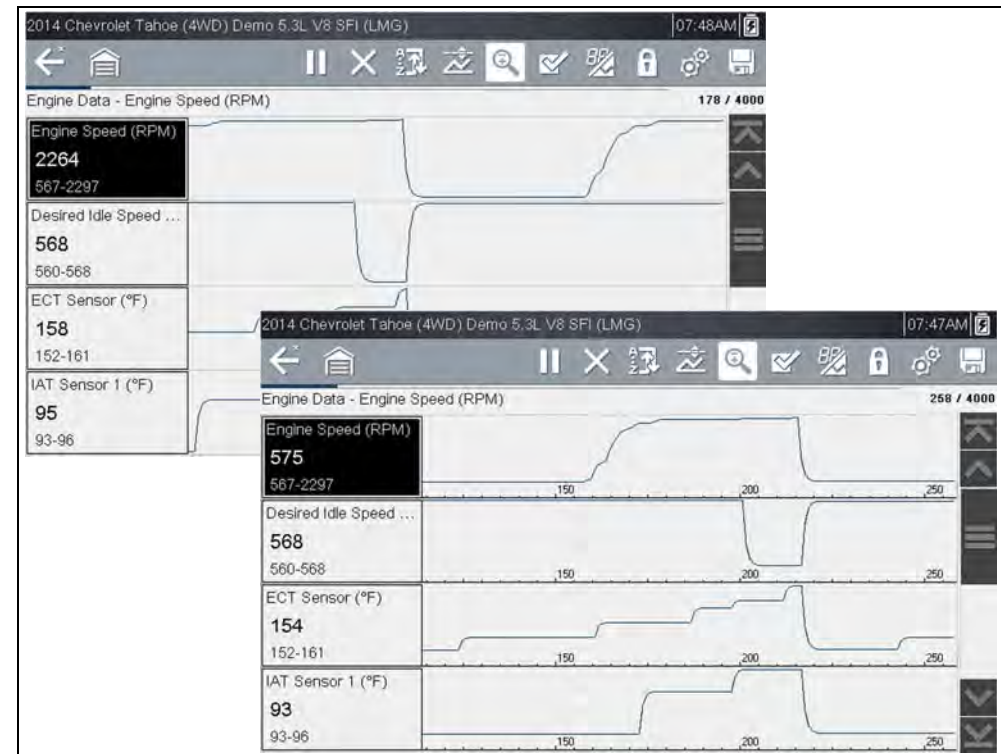 2014 Chevrolet Tahoe (4WD) Demo 5.3L V8 SFI (LMG) 07:48AM
Engine Data - Engine Speed (RPM) 178 / 4000
Engine Speed (RPM)
2264
567-2297
Desired Idle Speed ...
568
560-568
ECT Sensor (°F)
158
152-161
IAT Sensor 1 (°F)
95
93-96
2014 Chevrolet Tahoe (4WD) Demo 5.3L V8 SFI (LMG) 07:47AM
Engine Data - Engine Speed (RPM) 258 / 4000
Engine Speed (RPM)
575
567-2297
150 200 250
Desired Idle Speed ...
568
560-568
150 200 250
ECT Sensor (°F)
154
152-161
150 200 250
IAT Sensor 1 (°F)
93
93-96
150 200 250